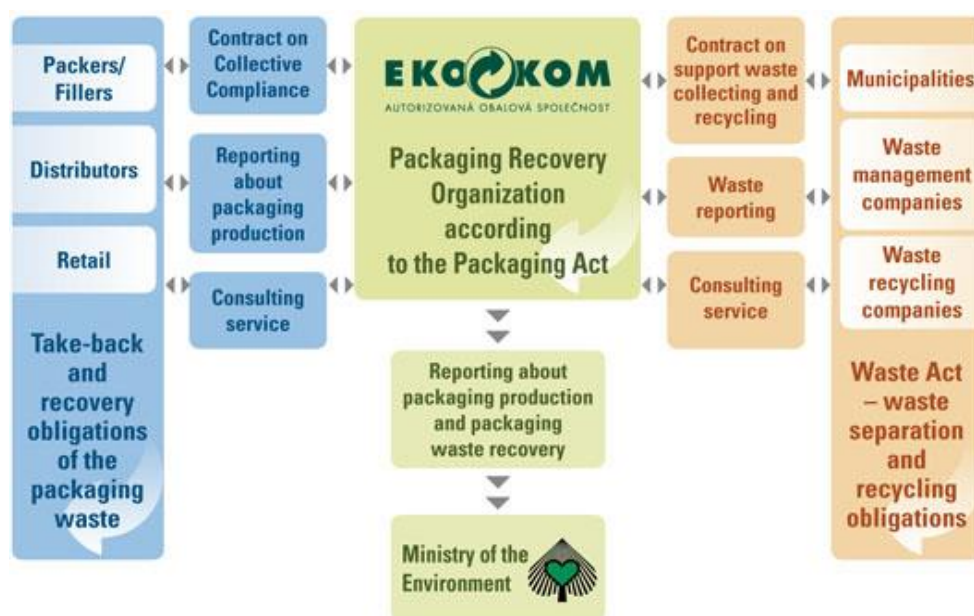 Packers/
Fillers
Distributors
Retail
Take-back
and
recovery
obligations
of the
packaging
waste
Contract on
Collective
Compliance
Reporting
about
packaging
production
Consulting
service
EKO KOM
AUTORIZOVANÁ OBALOVÁ SPOLEČNOST
Packaging Recovery
Organization
according
to the Packaging Act
Reporting about
packaging production
and packaging
waste recovery
Ministry of the
Environment
Contract on
support waste
collecting and
recycling
Waste
reporting
Consulting
service
Municipalities
Waste
management
companies
Waste
recycling
companies
Waste Act
– waste
separation
and
recycling
obligations